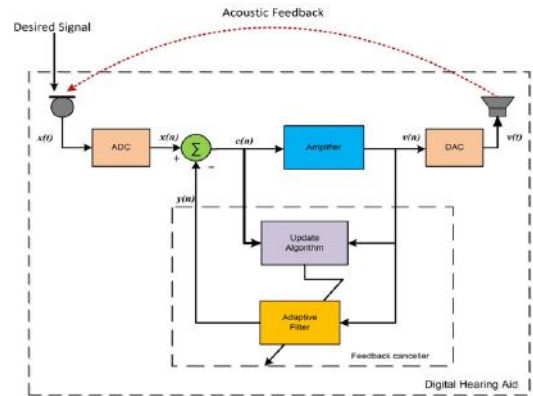 Acoustic Feedback
Desired Signal
x(t)
ADC
x(n)
+
Σ
−
e(n)
Amplifier
v(n)
DAC
v(t)
y(n)
Update
Algorithm
Adaptive
Filter
Feedback canceller
Digital Hearing Aid